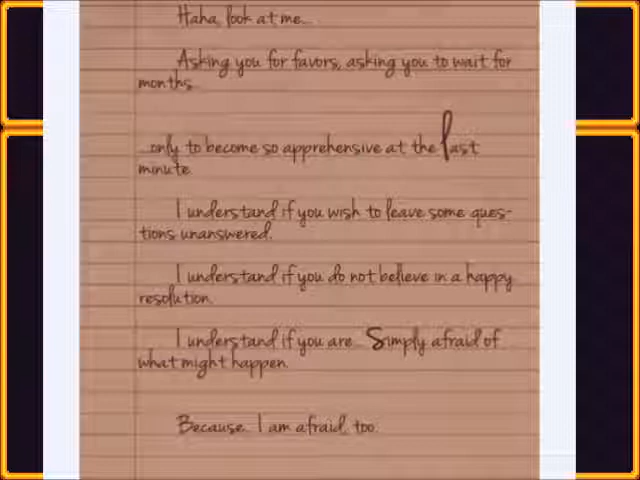 Haha, look at me...
Asking you for favors, asking you to wait for
months...
...only to become so apprehensive at the last
minute.
I understand if you wish to leave some ques-
tions unanswered.
I understand if you do not believe in a happy
resolution.
I understand if you are... Simply afraid of
what might happen.
Because... I am afraid, too.